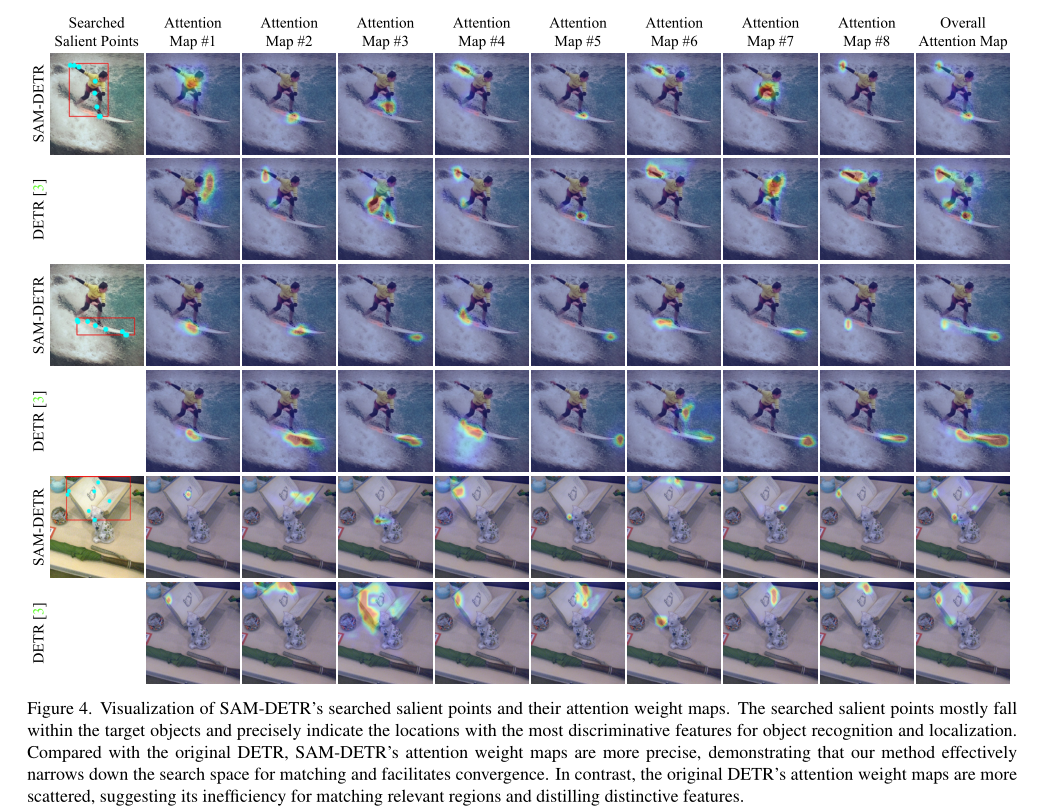 Searched Salient Points
Attention Map #1
Attention Map #2
Attention Map #3
Attention Map #4
Attention Map #5
Attention Map #6
Attention Map #7
Attention Map #8
Overall Attention Map
SAM-DETR
DETR [3]
SAM-DETR
DETR [3]
SAM-DETR
DETR [3]
Figure 4. Visualization of SAM-DETR's searched salient points and their attention weight maps. The searched salient points mostly fall
within the target objects and precisely indicate the locations with the most discriminative features for object recognition and localization.
Compared with the original DETR, SAM-DETR's attention weight maps are more precise, demonstrating that our method effectively
narrows down the search space for matching and facilitates convergence. In contrast, the original DETR's attention weight maps are more
scattered, suggesting its inefficiency for matching relevant regions and distilling distinctive features.